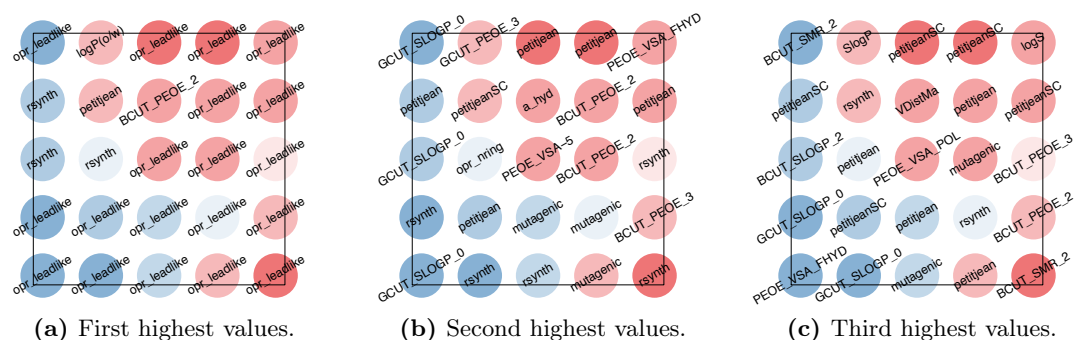 opr_leadlike logP(o/w) opr_leadlike opr_leadlike opr_leadlike
rsynth petitjean BCUT_PEOE_2 opr_leadlike opr_leadlike
rsynth rsynth opr_leadlike opr_leadlike opr_leadlike
opr_leadlike opr_leadlike opr_leadlike opr_leadlike opr_leadlike
opr_leadlike opr_leadlike opr_leadlike opr_leadlike opr_leadlike
(a) First highest values.
GCUT_SLOGP_0 GCUT_PEOE_3 petitjean petitjean PEOE_VSA_FHYD
petitjean petitjeanSC a_hyd BCUT_PEOE_2 petitjean
GCUT_SLOGP_0 opr_nring PEOE_VSA-5 BCUT_PEOE_2 rsynth
rsynth petitjean mutagenic mutagenic BCUT_PEOE_3
GCUT_SLOGP_0 rsynth rsynth mutagenic rsynth
(b) Second highest values.
BCUT_SMR_2 SlogP petitjeanSC petitjeanSC logS
petitjeanSC rsynth VDistMa petitjean petitjeanSC
BCUT_SLOGP_2 petitjean PEOE_VSA_POL mutagenic BCUT_PEOE_3
GCUT_SLOGP_0 petitjeanSC petitjean rsynth BCUT_PEOE_2
PEOE_VSA_FHYD GCUT_SLOGP_0 mutagenic petitjean BCUT_SMR_2
(c) Third highest values.